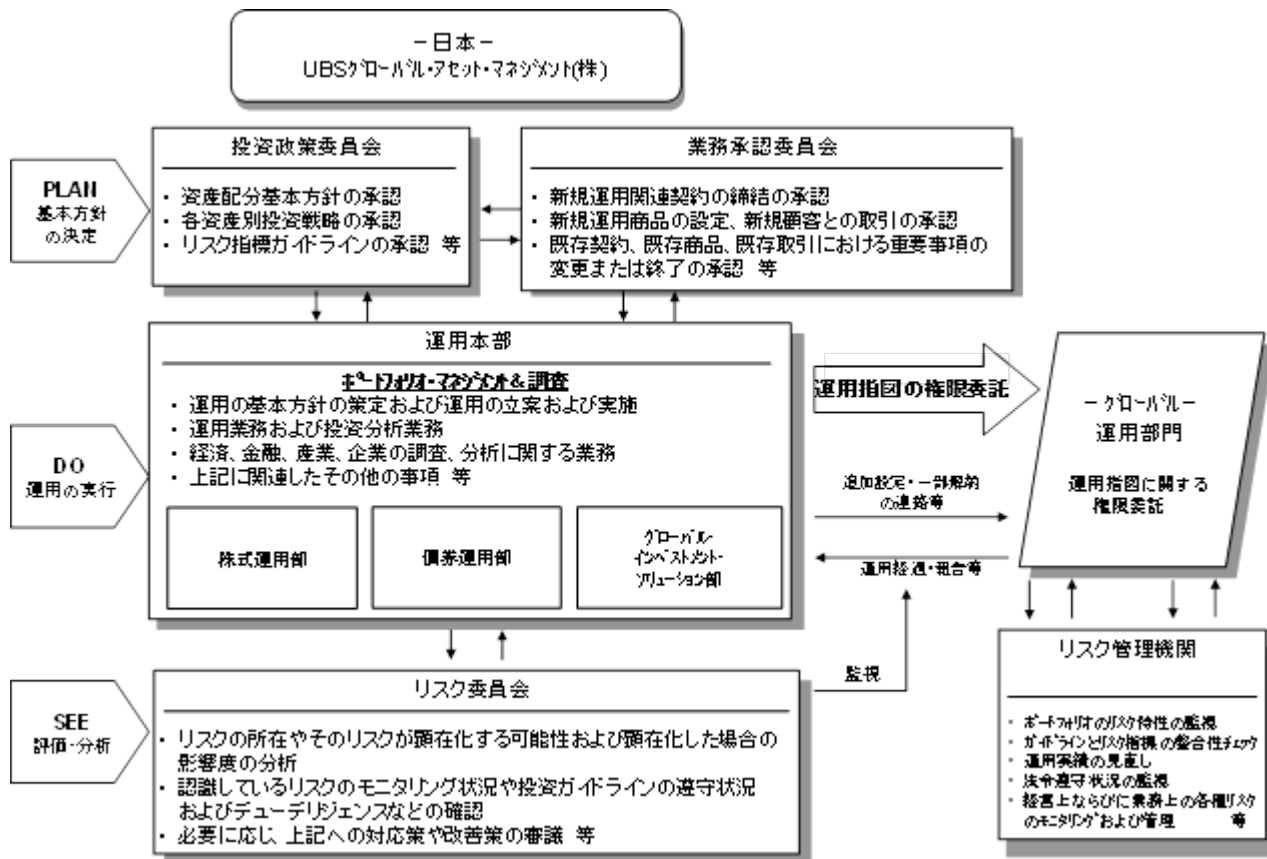 －日本－
UBSｸﾞﾛｰﾊﾞﾙ・ｱｾｯﾄ・ﾏﾈｼﾞﾒﾝﾄ(株)
PLAN
基本方針
の決定
投資政策委員会
・ 資産配分基本方針の承認
・ 各資産別投資戦略の承認
・ リスク指標ガイドラインの承認 等
業務承認委員会
・ 新規運用関連契約の締結の承認
・ 新規運用商品の設定、新規顧客との取引の承認
・ 既存契約、既存商品、既存取引における重要事項の
変更または終了の承認 等
DO
運用の実行
運用本部
ﾎﾟｰﾄﾌｫﾘｵ・ﾏﾈｼﾞﾒﾝﾄ＆調査
・ 運用の基本方針の策定および運用の立案および実施
・ 運用業務および投資分析業務
・ 経済、金融、産業、企業の調査、分析に関する業務
・ 上記に関連したその他の事項 等
株式運用部
債券運用部
ｸﾞﾛｰﾊﾞﾙ・
ｲﾝﾍﾞｽﾄﾒﾝﾄ・
ｿﾘｭｰｼｮﾝ部
運用指図の権限委託
追加設定・一部解約
の連絡等
運用経過・報告等
監視
－ｸﾞﾛｰﾊﾞﾙ－
運用部門
運用指図に関する
権限委託
SEE
評価・分析
リスク委員会
・ リスクの所在やそのリスクが顕在化する可能性および顕在化した場合の
影響度の分析
・ 認識しているリスクのモニタリング状況や投資ガイドラインの遵守状況
およびデューデリジェンスなどの確認
・ 必要に応じ、上記への対応策や改善策の審議 等
リスク管理機関
・ ﾎﾟｰﾄﾌｫﾘｵのﾘｽｸ特性の監視
・ ｶﾞｲﾄﾞﾗｲﾝとﾘｽｸ指標の整合性ﾁｪｯｸ
・ 運用実績の見直し
・ 法令遵守状況の監視
・ 経営上ならびに業務上の各種ﾘｽｸ
のﾓﾆﾀﾘﾝｸﾞおよび管理 等